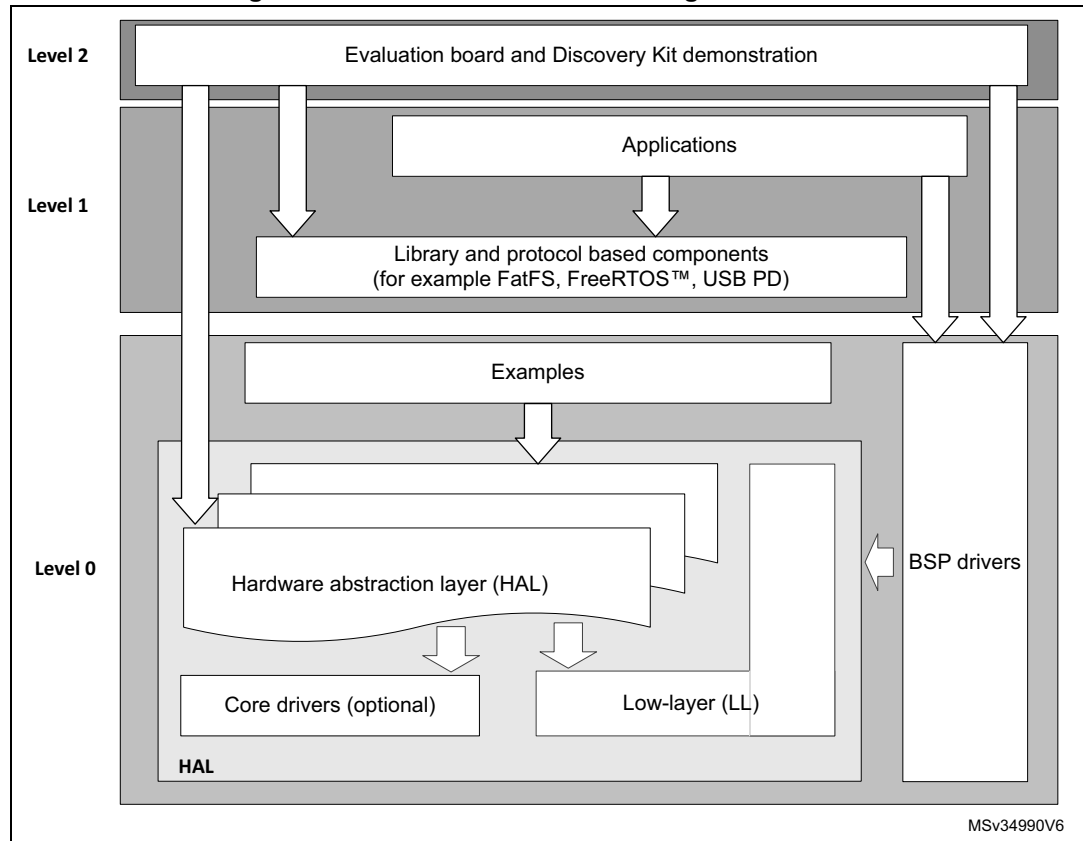 Level 2
Evaluation board and Discovery Kit demonstration
Applications
Level 1
Library and protocol based components
(for example FatFS, FreeRTOS™, USB PD)
Examples
Level 0
Hardware abstraction layer (HAL)
BSP drivers
Core drivers (optional)
Low-layer (LL)
HAL
MSv34990V6